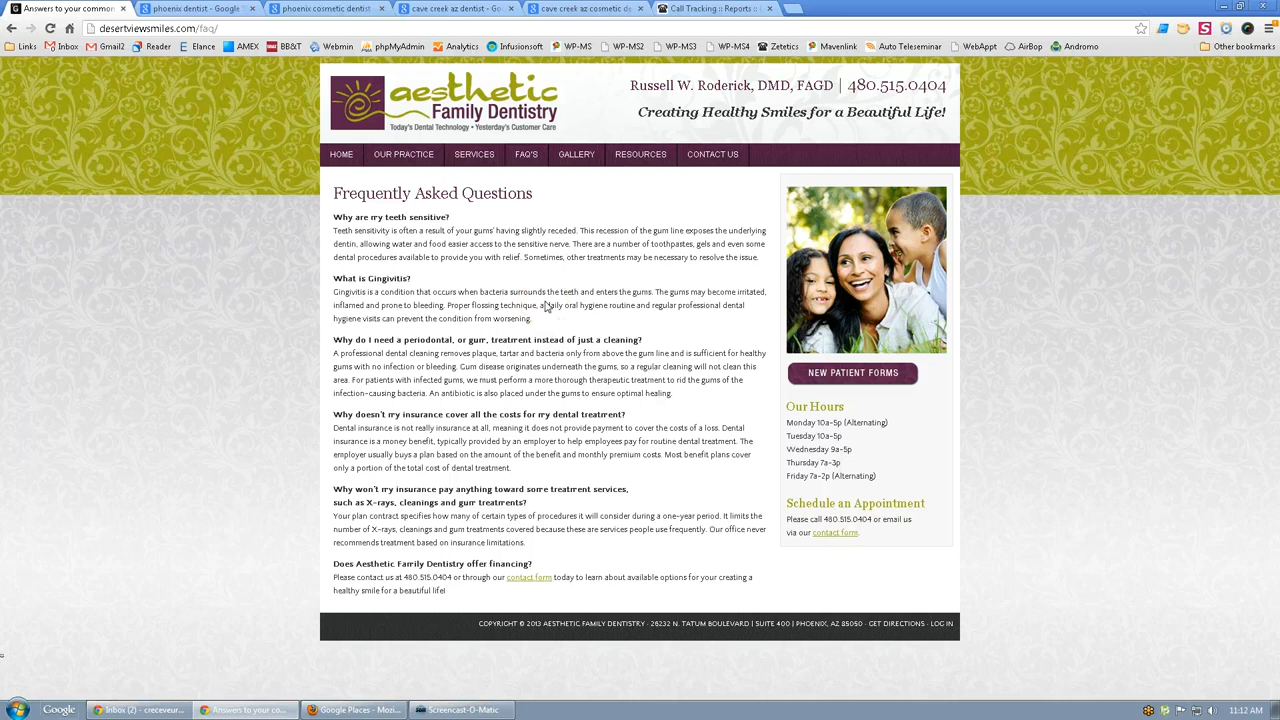 Answers to your common
phoenix dentist - Google
phoenix cosmetic dentist
cave creek az dentist - Go
cave creek az cosmetic de
Call Tracking :: Reports ::
desertviewsmiles.com/faq/
Links
Inbox
Gmail2
Reader
Elance
AMEX
BB&T
Webmin
phpMyAdmin
Analytics
Infusionsoft
WP-MS
WP-MS2
WP-MS3
WP-MS4
Zetetics
Mavenlink
Auto Teleseminar
WebAppt
AirBop
Andromo
Other bookmarks
aesthetic
Family Dentistry
Today's Dental Technology • Yesterday's Customer Care
Russell W. Roderick, DMD, FAGD | 480.515.0404
Creating Healthy Smiles for a Beautiful Life!
HOME
OUR PRACTICE
SERVICES
FAQ'S
GALLERY
RESOURCES
CONTACT US
Frequently Asked Questions
Why are my teeth sensitive?
Teeth sensitivity is often a result of your gums' having slightly receded. This recession of the gum line exposes the underlying
dentin, allowing water and food easier access to the sensitive nerve. There are a number of toothpastes, gels and even some
dental procedures available to provide you with relief. Sometimes, other treatments may be necessary to resolve the issue.
What is Gingivitis?
Gingivitis is a condition that occurs when bacteria surrounds the teeth and enters the gums. The gums may become irritated,
inflamed and prone to bleeding. Proper flossing technique, a daily oral hygiene routine and regular professional dental
hygiene visits can prevent the condition from worsening.
Why do I need a periodontal, or gum, treatment instead of just a cleaning?
A professional dental cleaning removes plaque, tartar and bacteria only from above the gum line and is sufficient for healthy
gums with no infection or bleeding. Gum disease originates underneath the gums, so a regular cleaning will not clean this
area. For patients with infected gums, we must perform a more thorough therapeutic treatment to rid the gums of the
infection-causing bacteria. An antibiotic is also placed under the gums to ensure optimal healing.
Why doesn't my insurance cover all the costs for my dental treatment?
Dental insurance is not really insurance at all, meaning it does not provide payment to cover the costs of a loss. Dental
insurance is a money benefit, typically provided by an employer to help employees pay for routine dental treatment. The
employer usually buys a plan based on the amount of the benefit and monthly premium costs. Most benefit plans cover
only a portion of the total cost of dental treatment.
Why won't my insurance pay anything toward some treatment services,
such as X-rays, cleanings and gum treatments?
Your plan contract specifies how many of certain types of procedures it will consider during a one-year period. It limits the
number of X-rays, cleanings and gum treatments covered because these are services people use frequently. Our office never
recommends treatment based on insurance limitations.
Does Aesthetic Family Dentistry offer financing?
Please contact us at 480.515.0404 or through our contact form today to learn about available options for your creating a
healthy smile for a beautiful life!
NEW PATIENT FORMS
Our Hours
Monday 10a-5p (Alternating)
Tuesday 10a-5p
Wednesday 9a-5p
Thursday 7a-3p
Friday 7a-2p (Alternating)
Schedule an Appointment
Please call 480.515.0404 or email us
via our contact form.
COPYRIGHT © 2013 AESTHETIC FAMILY DENTISTRY · 26232 N. TATUM BOULEVARD | SUITE 400 | PHOENIX, AZ 85050 · GET DIRECTIONS · LOG IN
Google
Inbox (2) - creceveur...
Answers to your co...
Google Places - Mozi...
Screencast-O-Matic
11:12 AM